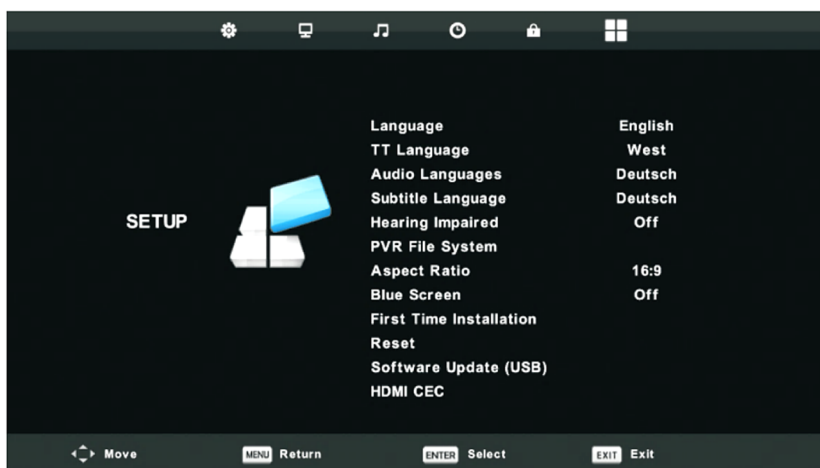 SETUP
Language English
TT Language West
Audio Languages Deutsch
Subtitle Language Deutsch
Hearing Impaired Off
PVR File System
Aspect Ratio 16:9
Blue Screen Off
First Time Installation
Reset
Software Update (USB)
HDMI CEC
Move MENU Return ENTER Select EXIT Exit